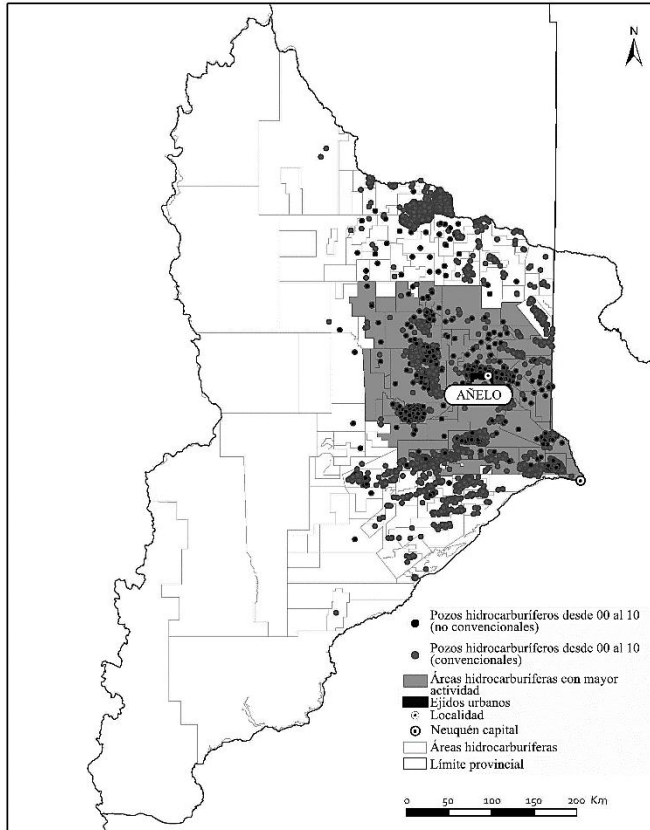 N
AÑELO
Pozos hidrocarburíferos desde 00 al 10
(no convencionales)
Pozos hidrocarburíferos desde 00 al 10
(convencionales)
Áreas hidrocarburíferas con mayor
actividad
Ejidos urbanos
Localidad
Neuquén capital
Áreas hidrocarburíferas
Límite provincial
0 50 100 150 200 Km